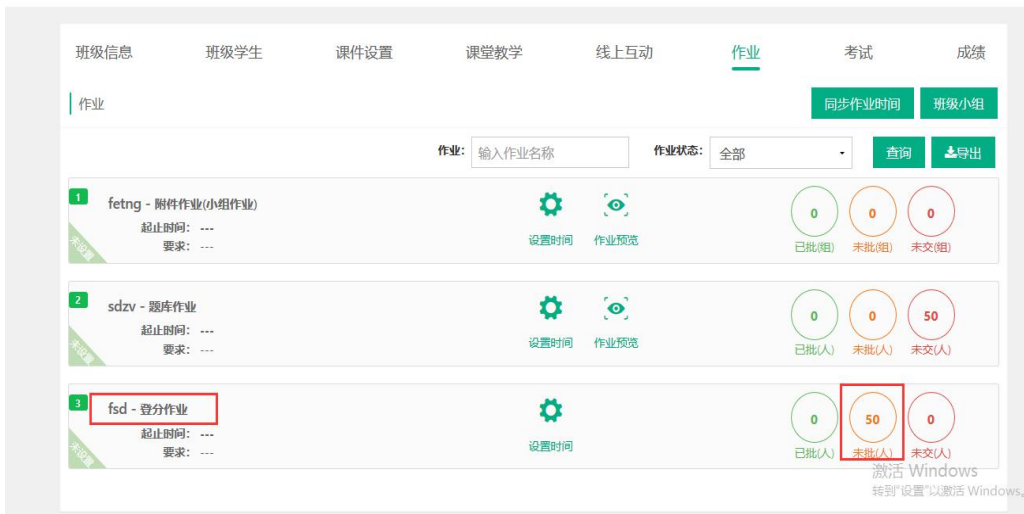 班级信息 班级学生 课件设置 课堂教学 线上互动 作业 考试 成绩
作业 同步作业时间 班级小组
作业： 输入作业名称 作业状态： 全部 查询 导出
1 fetng - 附件作业(小组作业)
起止时间： ---
要求： ---
未设置
设置时间 作业预览
0 0 0
已批(组) 未批(组) 未交(组)
2 sdzv - 题库作业
起止时间： ---
要求： ---
未设置
设置时间 作业预览
0 0 50
已批(人) 未批(人) 未交(人)
3 fsd - 登分作业
起止时间： ---
要求： ---
未设置
设置时间
0 50 0
已批(人) 未批(人) 未交(人)
激活 Windows
转到"设置"以激活 Windows。